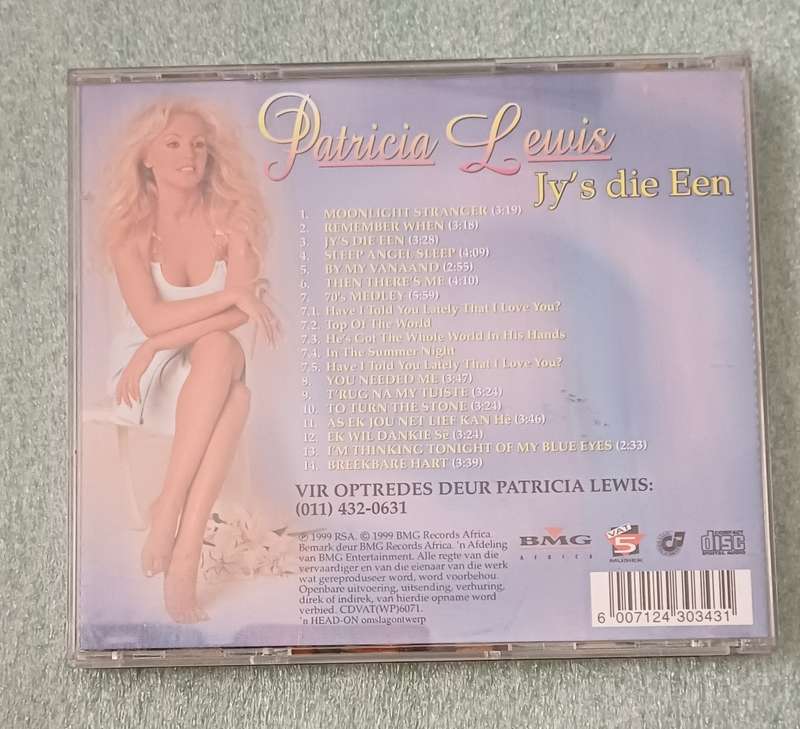 Patricia Lewis
Jy's die Een
1. MOONLIGHT STRANGER (3:19)
2. REMEMBER WHEN (3:18)
3. JY'S DIE EEN (3:28)
4. SLEEP ANGEL SLEEP (4:09)
5. BY MY VANAAND (2:55)
6. THEN THERE'S ME (4:10)
7. 70's MEDLEY (5:59)
7.1. Have I Told You Lately That I Love You?
7.2 Top Of The World
7.3. He's Got The Whole World In His Hands
7.4. In The Summer Night
7.5. Have I Told You Lately That I Love You?
8. YOU NEEDED ME (3:47)
9. T'RUG NA MY TUISTE (3:24)
10. TO TURN THE STONE (3:24)
11. AS EK JOU NET LIEF KAN Hê (3:46)
12. EK WIL DANKIE Sê (3:24)
13. I'M THINKING TONIGHT OF MY BLUE EYES (2:33)
14. BREEKBARE HART (3:39)
VIR OPTREDES DEUR PATRICIA LEWIS:
(011) 432-0631
℗ 1999 RSA. © 1999 BMG Records Africa.
Bemark deur BMG Records Africa. 'n Afdeling
van BMG Entertainment. Alle regte van die
vervaardiger en van die eienaar van die werk
wat gereproduseer word, word voorbehou.
Openbare uitvoering, uitsending, verhuring,
direk of indirek, van hierdie opname word
verbied. CDVAT(WP)6071.
'n HEAD-ON omslagontwerp
BMG
AFRICA
VAT
5
MUSIEK
COMPACT
disc
DIGITAL AUDIO
6 007124 303431